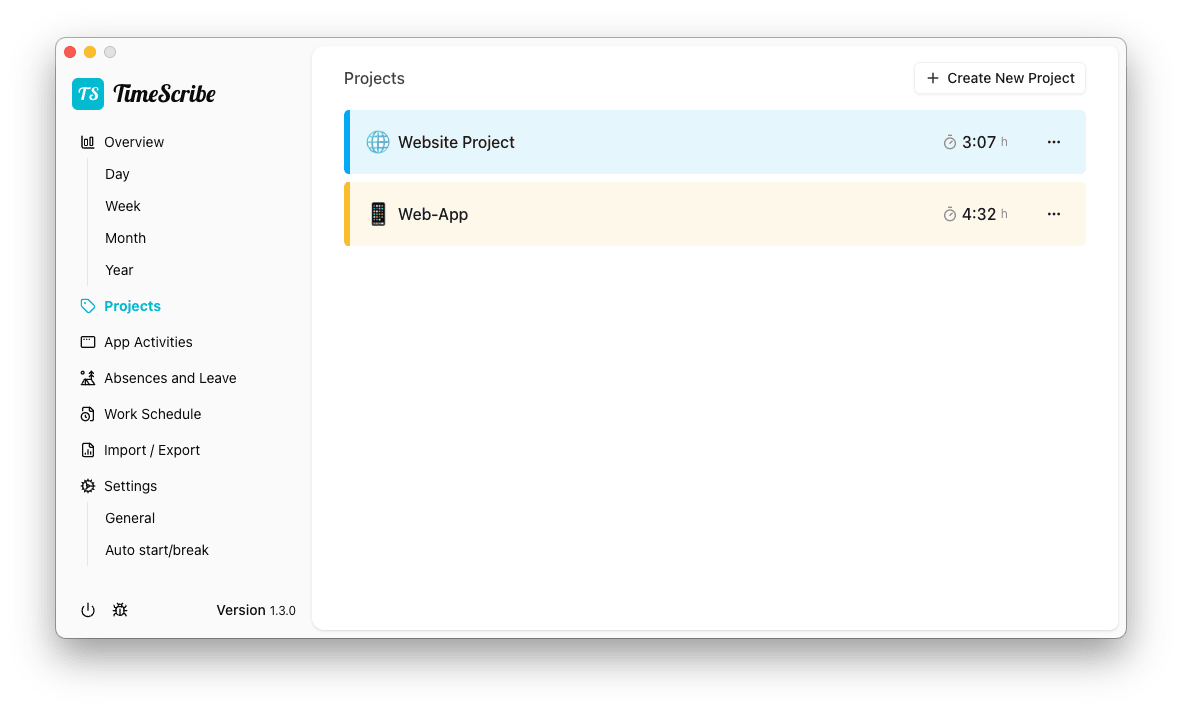 TS TimeScribe
Overview
Day
Week
Month
Year
Projects
App Activities
Absences and Leave
Work Schedule
Import / Export
Settings
General
Auto start/break
Version 1.3.0
Projects
+ Create New Project
Website Project 3:07 h
Web-App 4:32 h